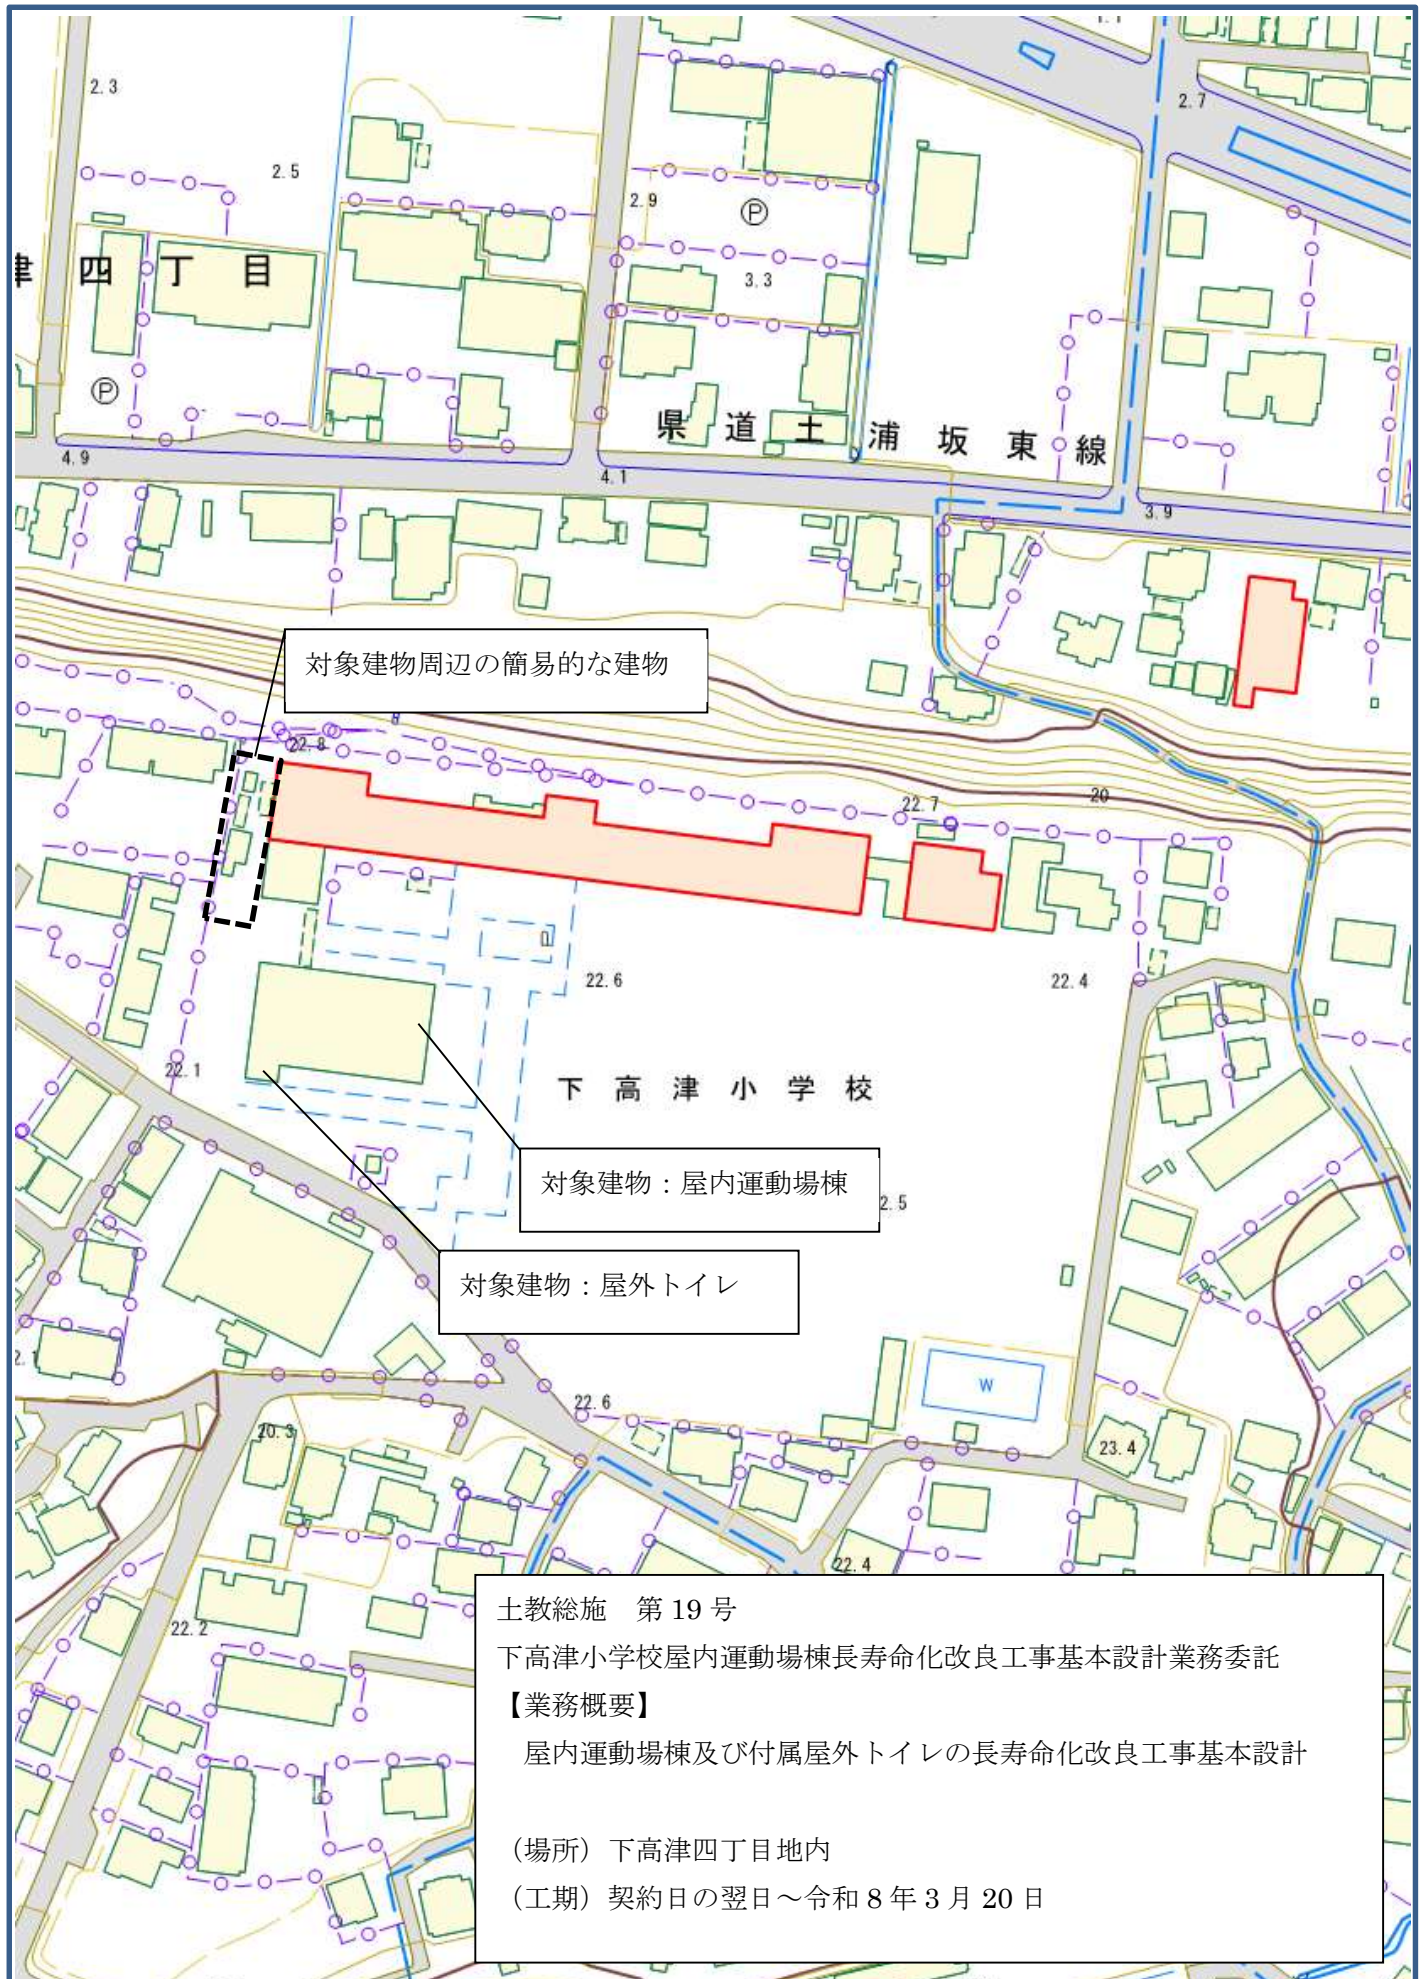 2.3
2.5
2.7
2.9
Ⓟ
津四丁目
3.3
Ⓟ
県道土浦坂東線
4.9
4.1
3.9
対象建物周辺の簡易的な建物
22.8
22.7
20
22.6
22.4
22.1
下高津小学校
対象建物：屋内運動場棟
2.5
対象建物：屋外トイレ
2.1
W
22.6
20.3
23.4
22.4
22.2
土教総施　第19号
下高津小学校屋内運動場棟長寿命化改良工事基本設計業務委託
【業務概要】
屋内運動場棟及び付属屋外トイレの長寿命化改良工事基本設計
（場所）下高津四丁目地内
（工期）契約日の翌日～令和8年3月20日